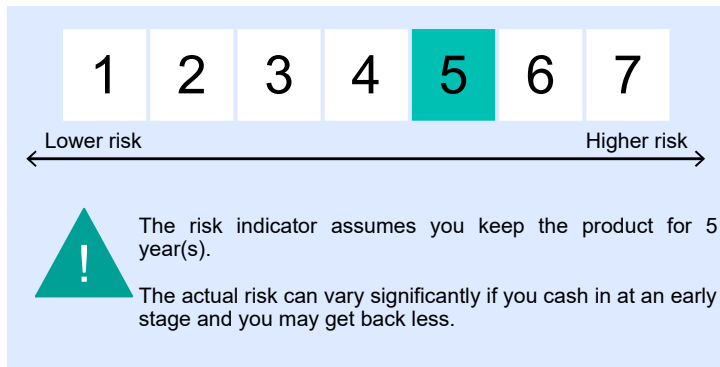 1 2 3 4 5 6 7
Lower risk Higher risk
!
The risk indicator assumes you keep the product for 5
year(s).
The actual risk can vary significantly if you cash in at an early
stage and you may get back less.